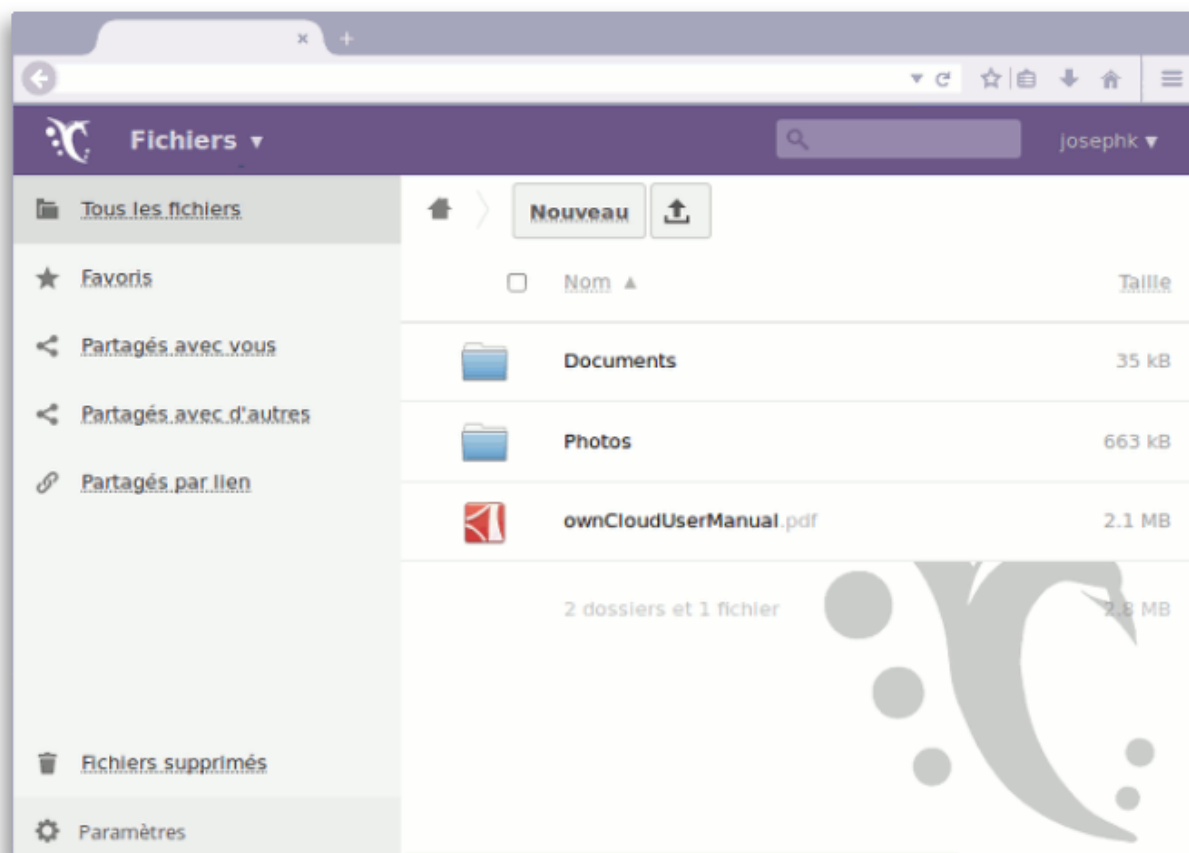 Fichiers ▼
josephk ▼
Tous les fichiers
Favoris
Partagés avec vous
Partagés avec d'autres
Partagés par lien
Fichiers supprimés
Paramètres
Nouveau
Nom ▲ Taille
Documents 35 kB
Photos 663 kB
ownCloudUserManual.pdf 2.1 MB
2 dossiers et 1 fichier 2.8 MB